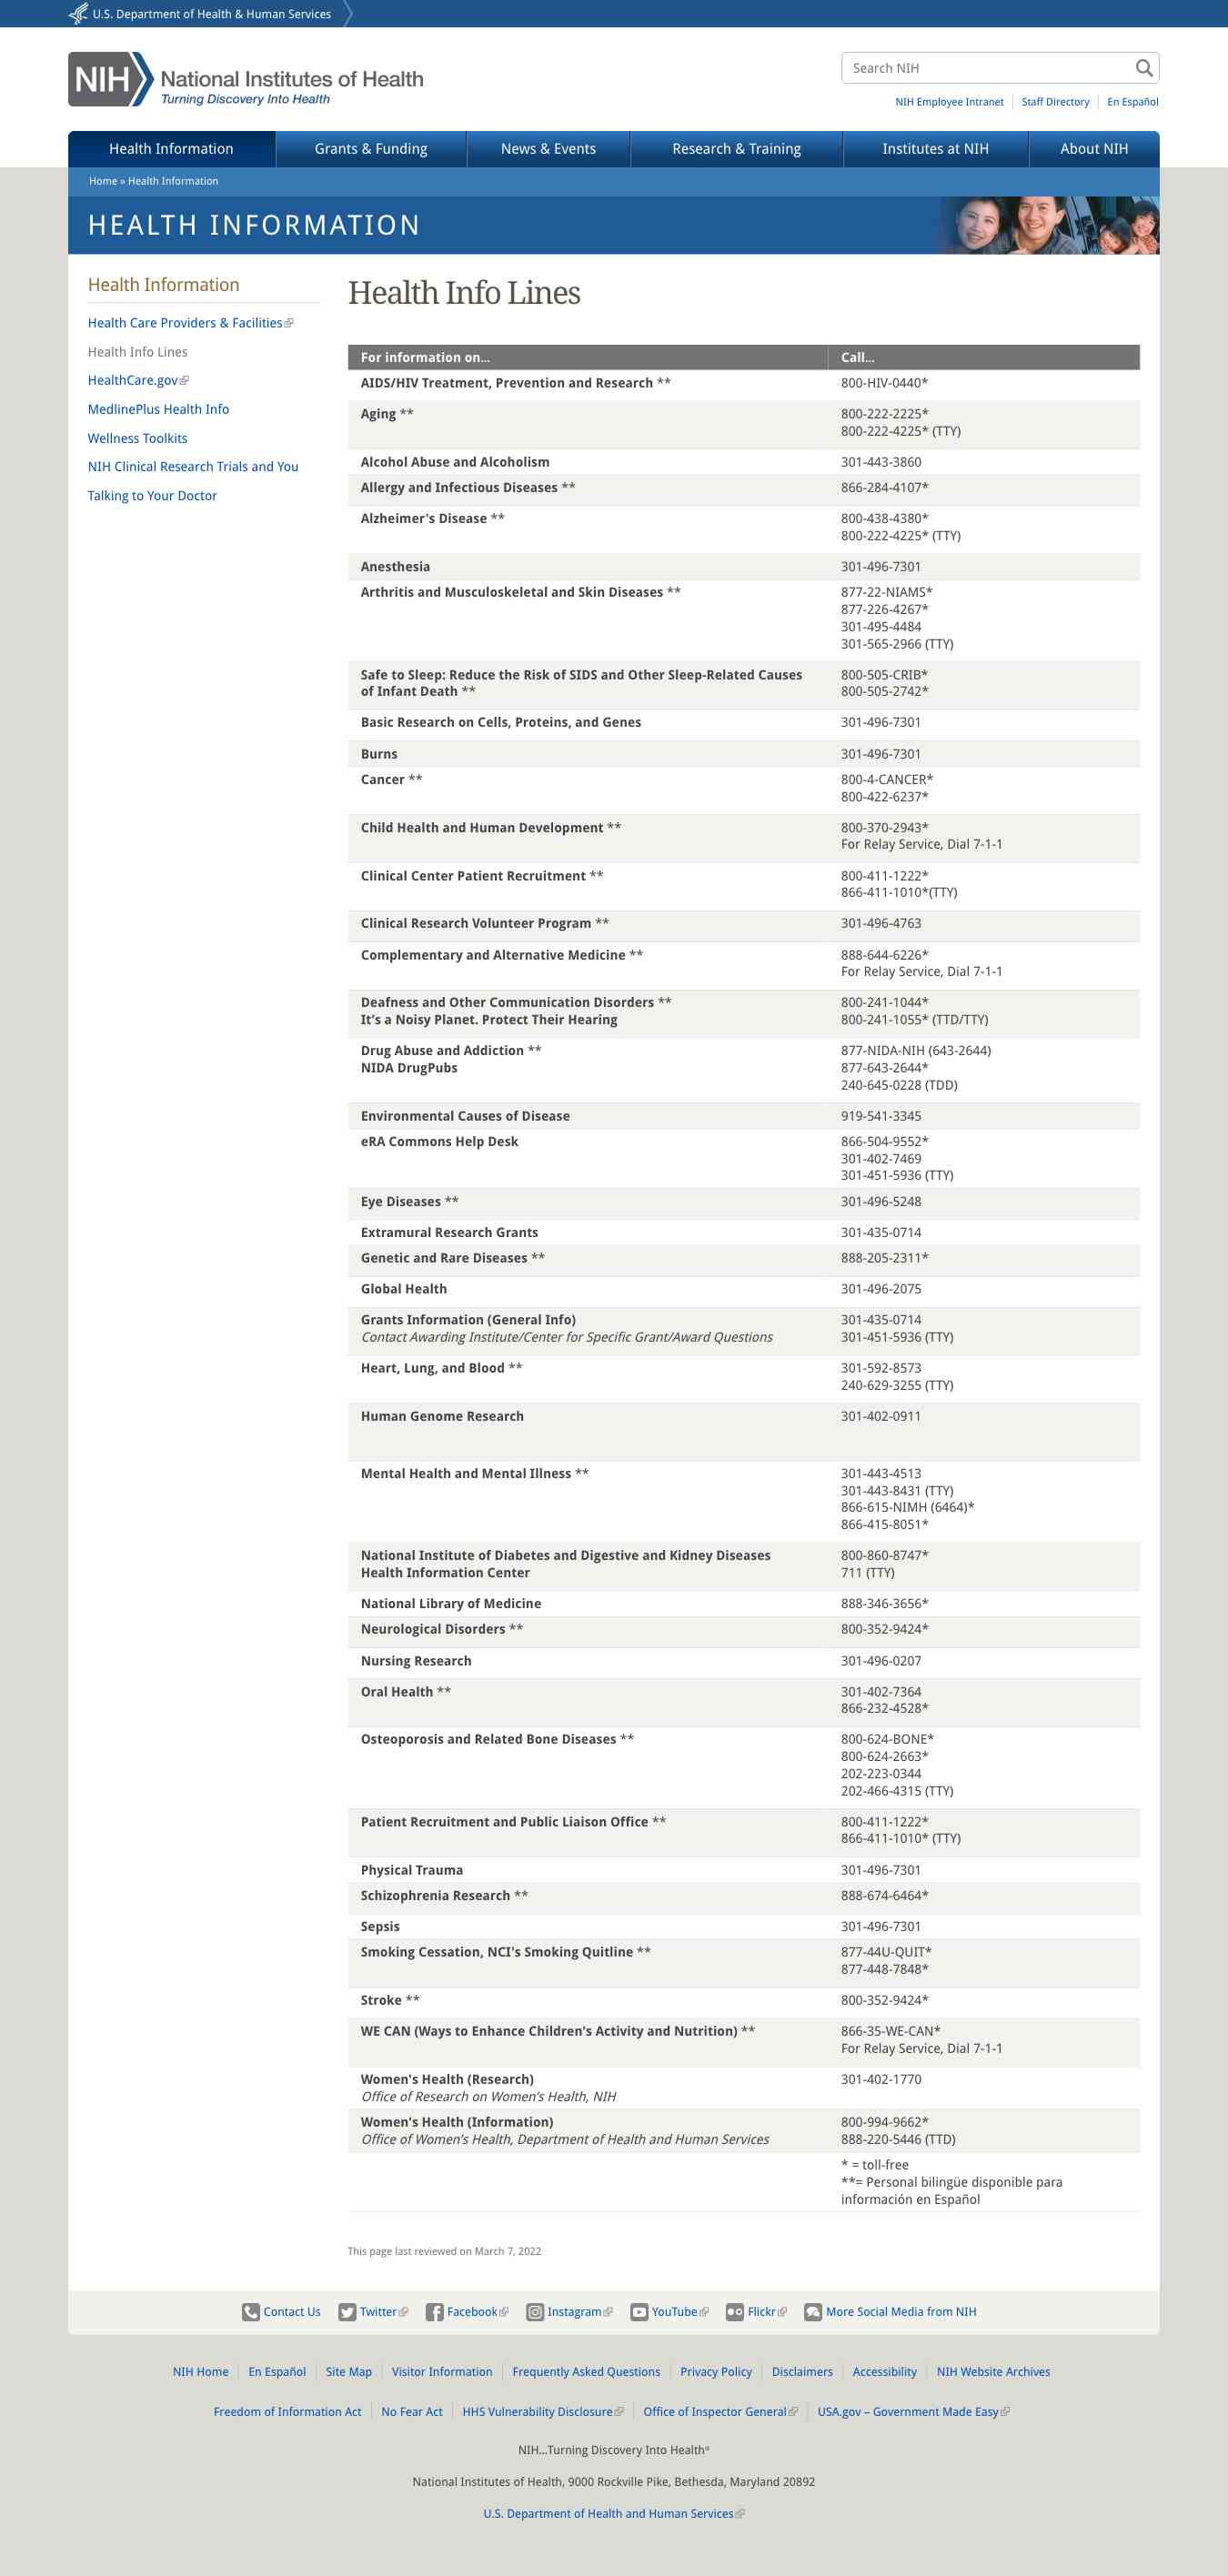 U.S. Department of Health & Human Services
NIH National Institutes of Health
Turning Discovery Into Health
Search NIH
NIH Employee Intranet
Staff Directory
En Español
Health Information
Grants & Funding
News & Events
Research & Training
Institutes at NIH
About NIH
Home » Health Information
HEALTH INFORMATION
Health Information
Health Care Providers & Facilities
Health Info Lines
HealthCare.gov
MedlinePlus Health Info
Wellness Toolkits
NIH Clinical Research Trials and You
Talking to Your Doctor
Health Info Lines
For information on... Call...
AIDS/HIV Treatment, Prevention and Research ** 800-HIV-0440*
Aging ** 800-222-2225*
800-222-4225* (TTY)
Alcohol Abuse and Alcoholism 301-443-3860
Allergy and Infectious Diseases ** 866-284-4107*
Alzheimer's Disease ** 800-438-4380*
800-222-4225* (TTY)
Anesthesia 301-496-7301
Arthritis and Musculoskeletal and Skin Diseases ** 877-22-NIAMS*
877-226-4267*
301-495-4484
301-565-2966 (TTY)
Safe to Sleep: Reduce the Risk of SIDS and Other Sleep-Related Causes 800-505-CRIB*
of Infant Death ** 800-505-2742*
Basic Research on Cells, Proteins, and Genes 301-496-7301
Burns 301-496-7301
Cancer ** 800-4-CANCER*
800-422-6237*
Child Health and Human Development ** 800-370-2943*
For Relay Service, Dial 7-1-1
Clinical Center Patient Recruitment ** 800-411-1222*
866-411-1010*(TTY)
Clinical Research Volunteer Program ** 301-496-4763
Complementary and Alternative Medicine ** 888-644-6226*
For Relay Service, Dial 7-1-1
Deafness and Other Communication Disorders ** 800-241-1044*
It's a Noisy Planet. Protect Their Hearing 800-241-1055* (TTD/TTY)
Drug Abuse and Addiction ** 877-NIDA-NIH (643-2644)
NIDA DrugPubs 877-643-2644*
240-645-0228 (TDD)
Environmental Causes of Disease 919-541-3345
eRA Commons Help Desk 866-504-9552*
301-402-7469
301-451-5936 (TTY)
Eye Diseases ** 301-496-5248
Extramural Research Grants 301-435-0714
Genetic and Rare Diseases ** 888-205-2311*
Global Health 301-496-2075
Grants Information (General Info) 301-435-0714
Contact Awarding Institute/Center for Specific Grant/Award Questions 301-451-5936 (TTY)
Heart, Lung, and Blood ** 301-592-8573
240-629-3255 (TTY)
Human Genome Research 301-402-0911
Mental Health and Mental Illness ** 301-443-4513
301-443-8431 (TTY)
866-615-NIMH (6464)*
866-415-8051*
National Institute of Diabetes and Digestive and Kidney Diseases 800-860-8747*
Health Information Center 711 (TTY)
National Library of Medicine 888-346-3656*
Neurological Disorders ** 800-352-9424*
Nursing Research 301-496-0207
Oral Health ** 301-402-7364
866-232-4528*
Osteoporosis and Related Bone Diseases ** 800-624-BONE*
800-624-2663*
202-223-0344
202-466-4315 (TTY)
Patient Recruitment and Public Liaison Office ** 800-411-1222*
866-411-1010* (TTY)
Physical Trauma 301-496-7301
Schizophrenia Research ** 888-674-6464*
Sepsis 301-496-7301
Smoking Cessation, NCI's Smoking Quitline ** 877-44U-QUIT*
877-448-7848*
Stroke ** 800-352-9424*
WE CAN (Ways to Enhance Children's Activity and Nutrition) ** 866-35-WE-CAN*
For Relay Service, Dial 7-1-1
Women's Health (Research) 301-402-1770
Office of Research on Women's Health, NIH
Women's Health (Information) 800-994-9662*
Office of Women's Health, Department of Health and Human Services 888-220-5446 (TTD)
* = toll-free
**= Personal bilingüe disponible para
información en Español
This page last reviewed on March 7, 2022
Contact Us
Twitter
Facebook
Instagram
YouTube
Flickr
More Social Media from NIH
NIH Home
En Español
Site Map
Visitor Information
Frequently Asked Questions
Privacy Policy
Disclaimers
Accessibility
NIH Website Archives
Freedom of Information Act
No Fear Act
HHS Vulnerability Disclosure
Office of Inspector General
USA.gov – Government Made Easy
NIH...Turning Discovery Into Health®
National Institutes of Health, 9000 Rockville Pike, Bethesda, Maryland 20892
U.S. Department of Health and Human Services